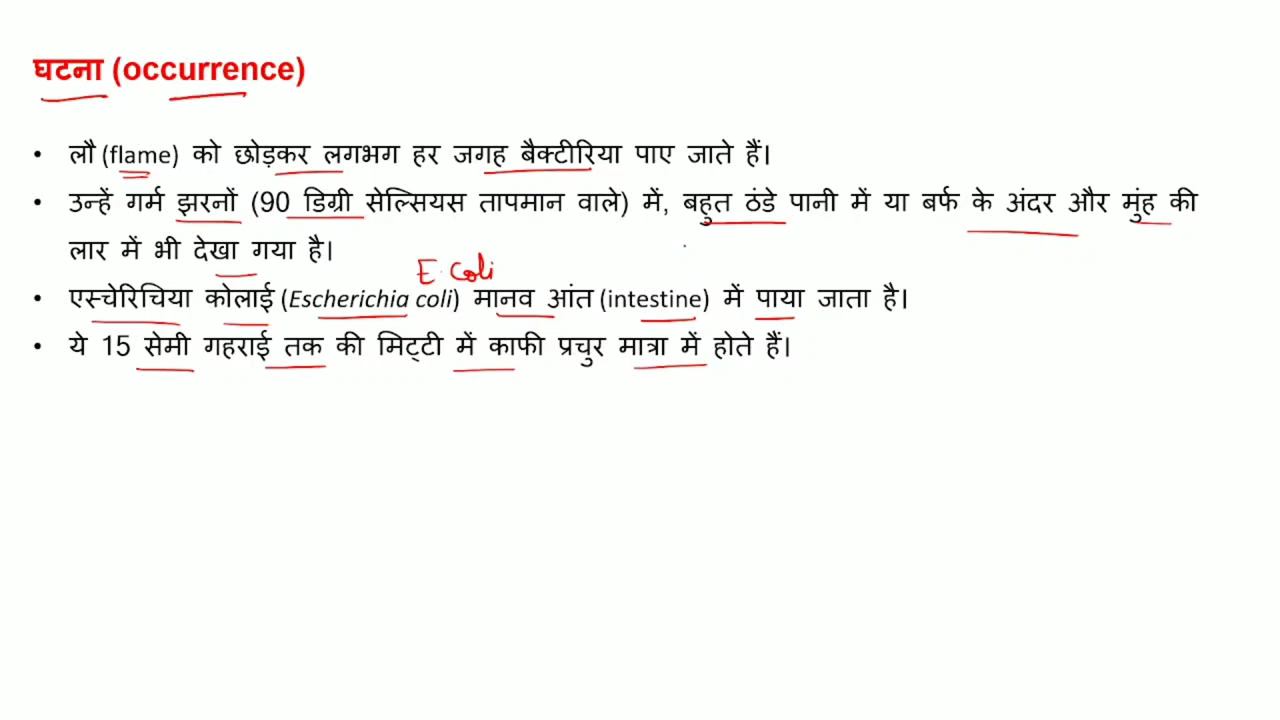 घटना (occurrence)
• लौ (flame) को छोड़कर लगभग हर जगह बैक्टीरिया पाए जाते हैं।
• उन्हें गर्म झरनों (90 डिग्री सेल्सियस तापमान वाले) में, बहुत ठंडे पानी में या बर्फ के अंदर और मुंह की
लार में भी देखा गया है।
E. Coli
• एस्चेरिचिया कोलाई (Escherichia coli) मानव आंत (intestine) में पाया जाता है।
• ये 15 सेमी गहराई तक की मिट्टी में काफी प्रचुर मात्रा में होते हैं।